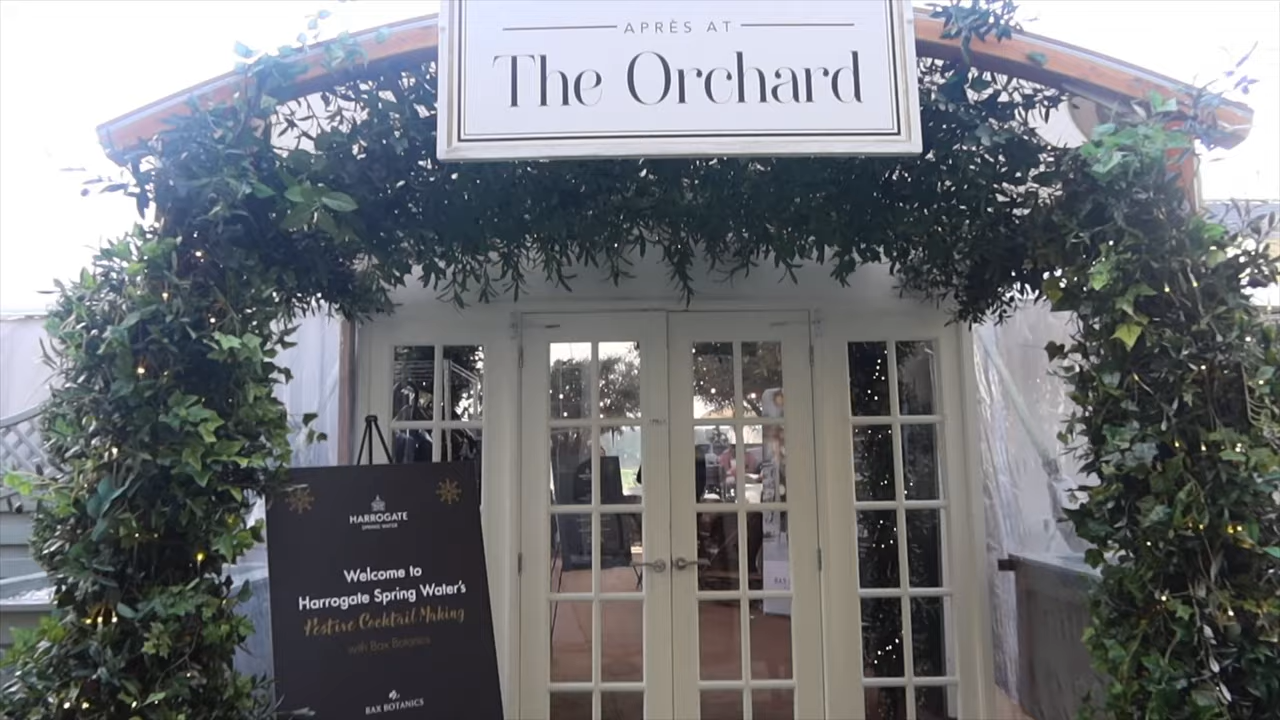 APRÈS AT
The Orchard
HARROGATE
SPRING WATER
Welcome to
Harrogate Spring Water's
Festive Cocktail Making
with Bax Botanics
BAX BOTANICS